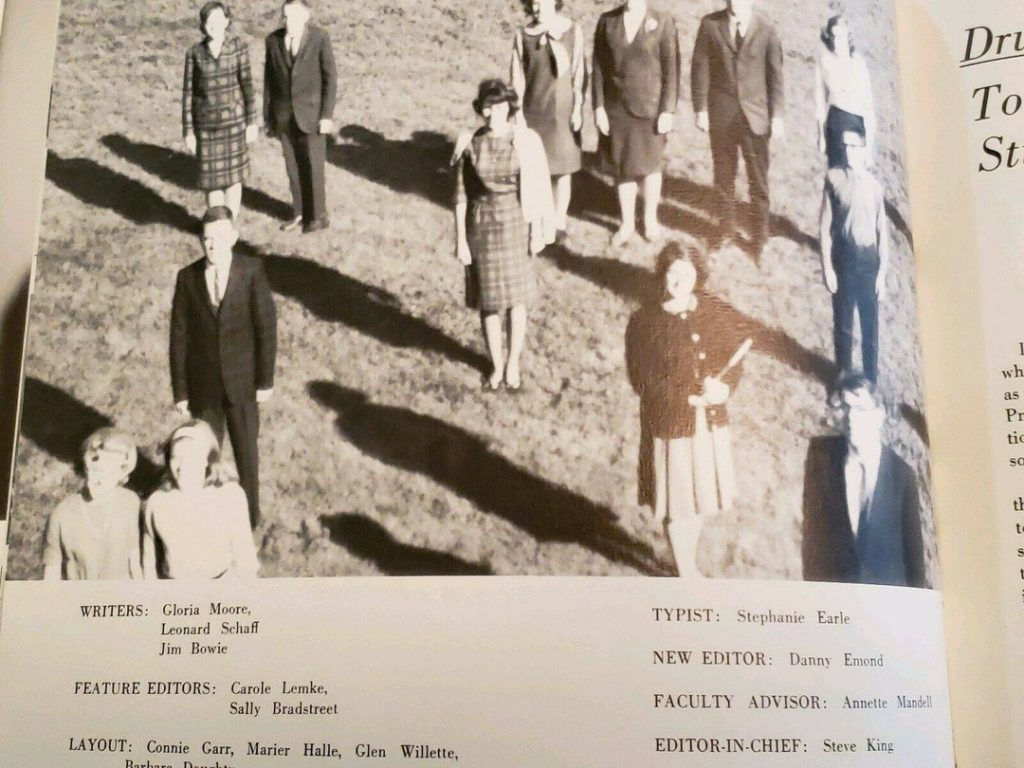 WRITERS: Gloria Moore,
Leonard Schaff
Jim Bowie
FEATURE EDITORS: Carole Lemke,
Sally Bradstreet
LAYOUT: Connie Garr, Marier Halle, Glen Willette,
Barbara
TYPIST: Stephanie Earle
NEW EDITOR: Danny Emond
FACULTY ADVISOR: Annette Mandell
EDITOR-IN-CHIEF: Steve King
To